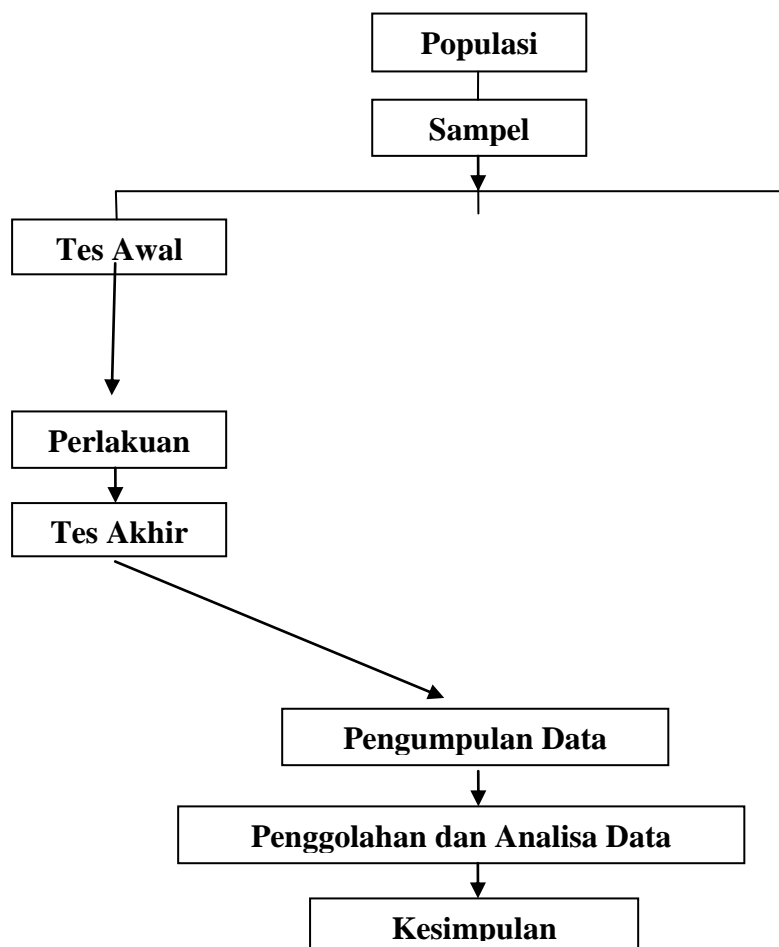 Populasi
Sampel
Tes Awal
Perlakuan
Tes Akhir
Pengumpulan Data
Penggolahan dan Analisa Data
Kesimpulan